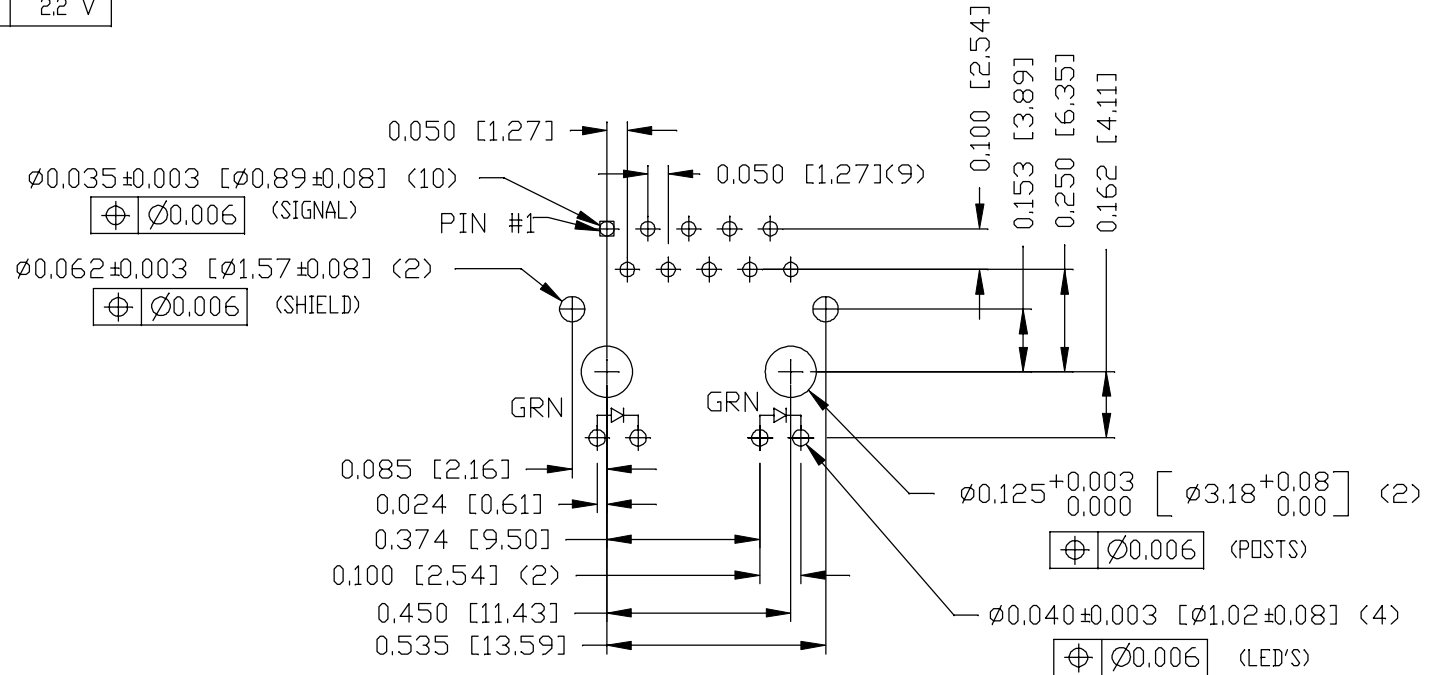 2.2 V
0.100 [2.54]
0.153 [3.89]
0.250 [6.35]
0.162 [4.11]
0.050 [1.27]
0.050 [1.27](9)
Ø0.035±0.003 [Ø0.89±0.08] (10)
⌖ Ø0.006 (SIGNAL)
PIN #1
Ø0.062±0.003 [Ø1.57±0.08] (2)
⌖ Ø0.006 (SHIELD)
GRN
GRN
0.085 [2.16]
0.024 [0.61]
0.374 [9.50]
0.100 [2.54] (2)
0.450 [11.43]
0.535 [13.59]
Ø0.125 +0.003 0.000 [Ø3.18 +0.08 0.00] (2)
⌖ Ø0.006 (POSTS)
Ø0.040±0.003 [Ø1.02±0.08] (4)
⌖ Ø0.006 (LED'S)